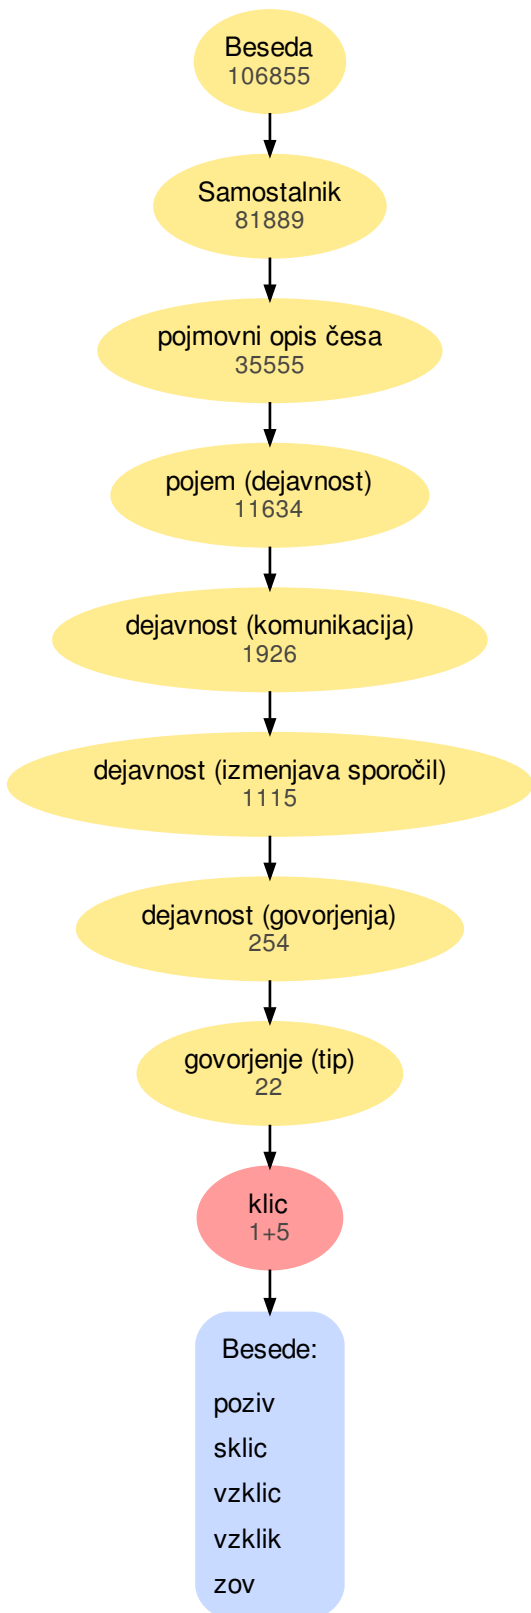 Beseda
106855
Samostalnik
81889
pojmovni opis česa
35555
pojem (dejavnost)
11634
dejavnost (komunikacija)
1926
dejavnost (izmenjava sporočil)
1115
dejavnost (govorjenja)
254
govorjenje (tip)
22
klic
1+5
Besede:
poziv
sklic
vzklic
vzklik
zov